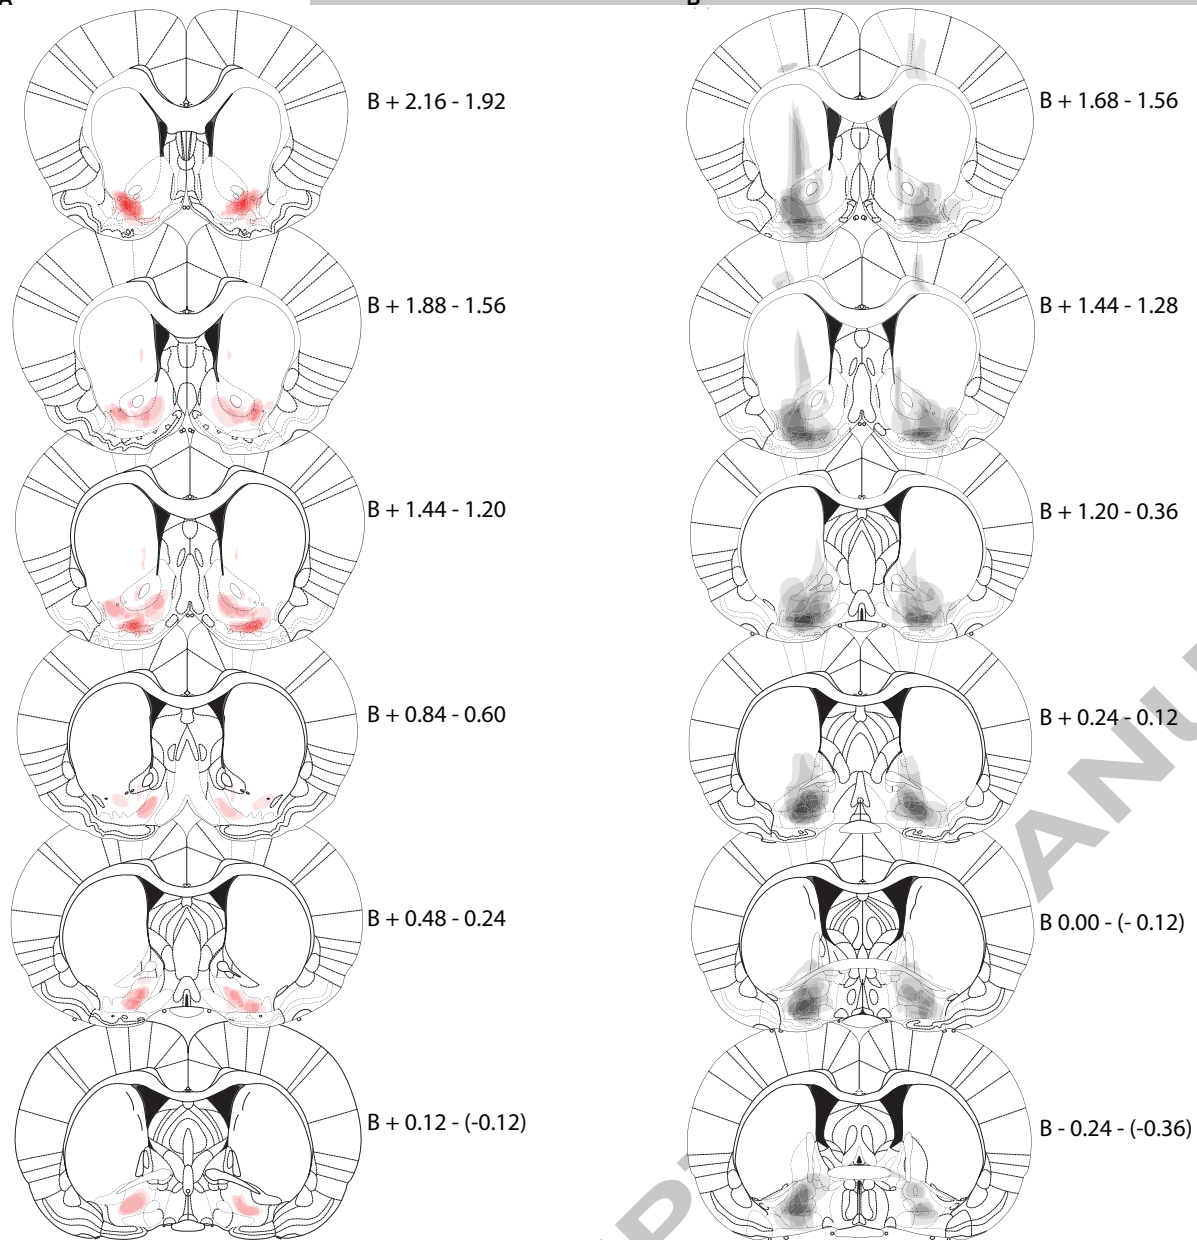 A
B
B + 2.16 - 1.92
B + 1.88 - 1.56
B + 1.44 - 1.20
B + 0.84 - 0.60
B + 0.48 - 0.24
B + 0.12 - (-0.12)
B + 1.68 - 1.56
B + 1.44 - 1.28
B + 1.20 - 0.36
B + 0.24 - 0.12
B 0.00 - (- 0.12)
B - 0.24 - (-0.36)